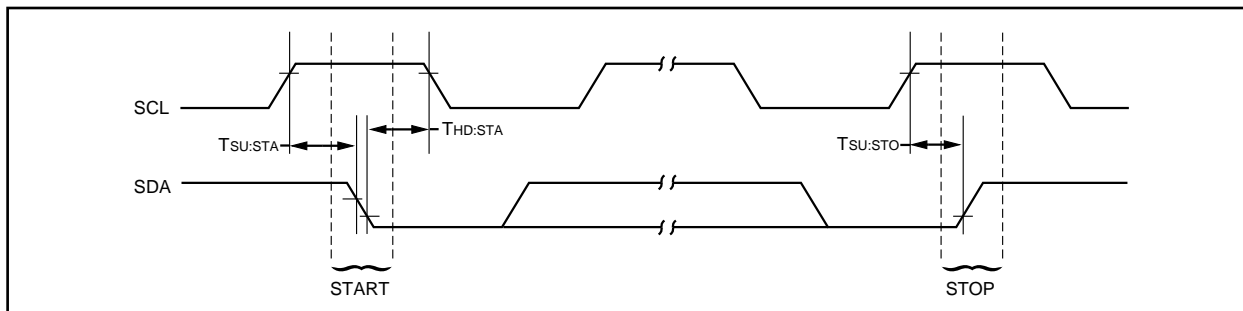 SCL
THD:STA
TSU:STA
TSU:STO
SDA
START
STOP